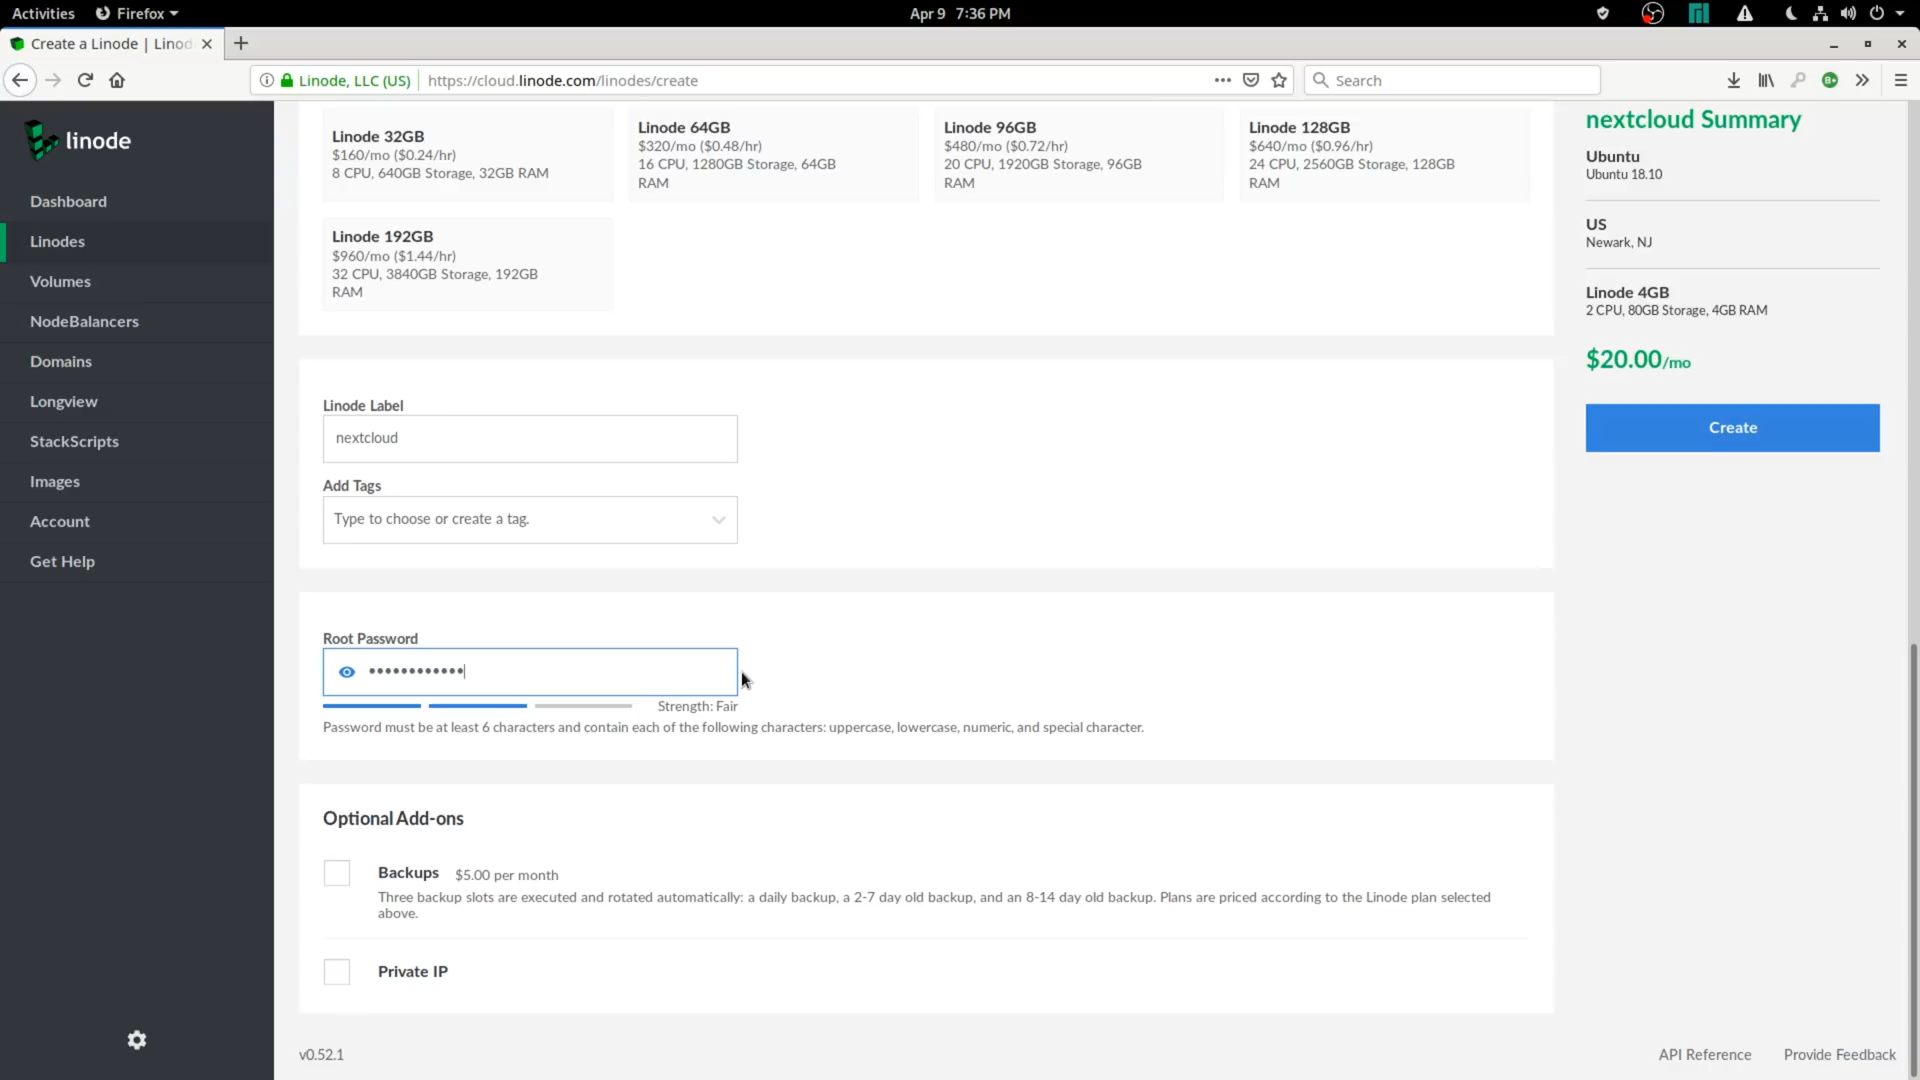 Activities
Firefox
Apr 9 7:36 PM
Create a Linode | Linod
Linode, LLC (US)
https://cloud.linode.com/linodes/create
Search
linode
Dashboard
Linodes
Volumes
NodeBalancers
Domains
Longview
StackScripts
Images
Account
Get Help
Linode 32GB
$160/mo ($0.24/hr)
8 CPU, 640GB Storage, 32GB RAM
Linode 64GB
$320/mo ($0.48/hr)
16 CPU, 1280GB Storage, 64GB
RAM
Linode 96GB
$480/mo ($0.72/hr)
20 CPU, 1920GB Storage, 96GB
RAM
Linode 128GB
$640/mo ($0.96/hr)
24 CPU, 2560GB Storage, 128GB
RAM
Linode 192GB
$960/mo ($1.44/hr)
32 CPU, 3840GB Storage, 192GB
RAM
Linode Label
nextcloud
Add Tags
Type to choose or create a tag.
Root Password
••••••••••••
Strength: Fair
Password must be at least 6 characters and contain each of the following characters: uppercase, lowercase, numeric, and special character.
Optional Add-ons
Backups $5.00 per month
Three backup slots are executed and rotated automatically: a daily backup, a 2-7 day old backup, and an 8-14 day old backup. Plans are priced according to the Linode plan selected
above.
Private IP
nextcloud Summary
Ubuntu
Ubuntu 18.10
US
Newark, NJ
Linode 4GB
2 CPU, 80GB Storage, 4GB RAM
$20.00/mo
Create
v0.52.1
API Reference
Provide Feedback